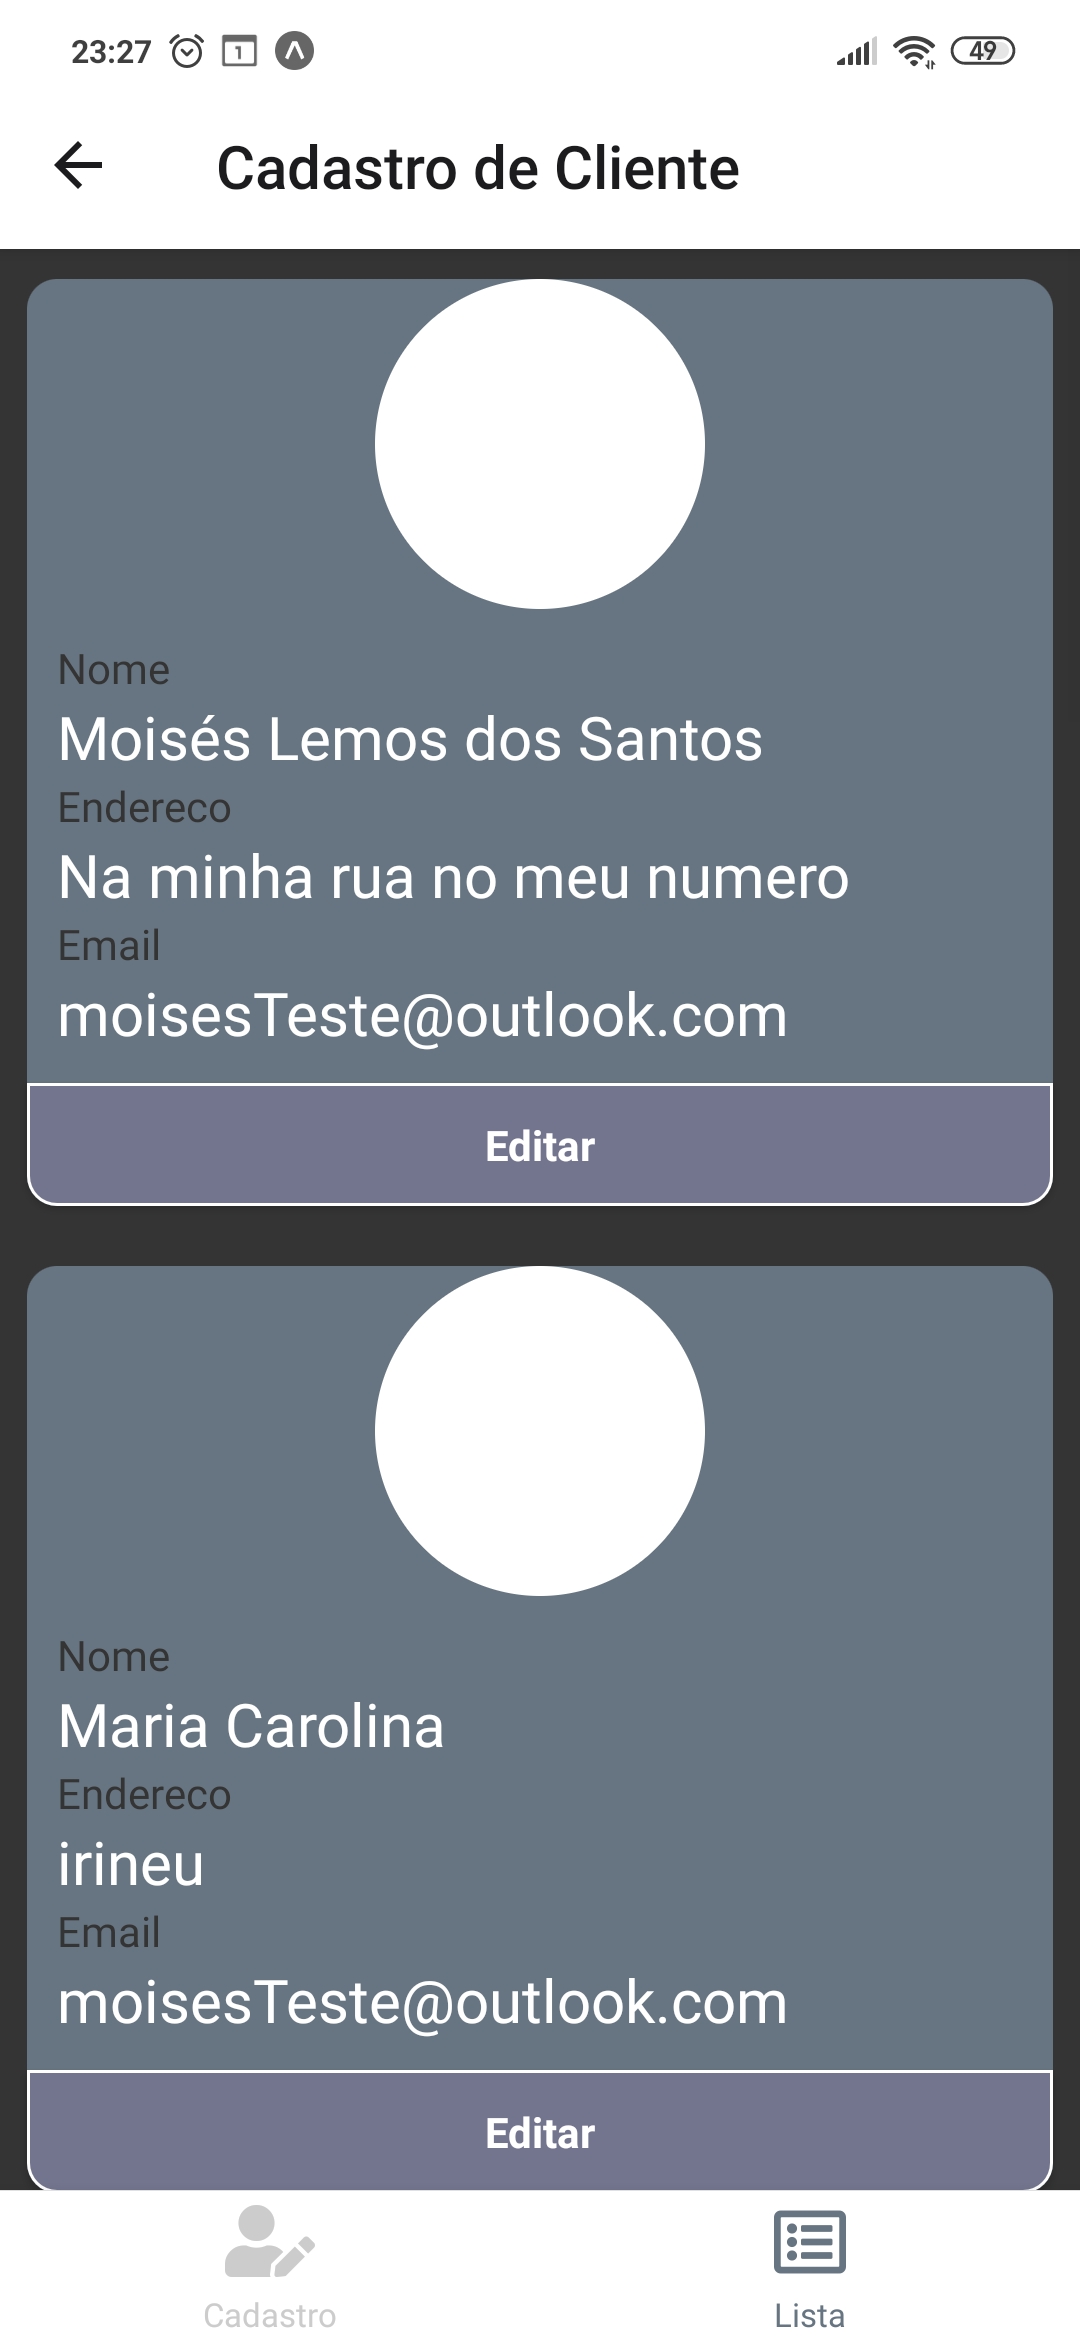 23:27 1 49
Cadastro de Cliente
Nome
Moisés Lemos dos Santos
Endereco
Na minha rua no meu numero
Email
moisesTeste@outlook.com
Editar
Nome
Maria Carolina
Endereco
irineu
Email
moisesTeste@outlook.com
Editar
Cadastro Lista